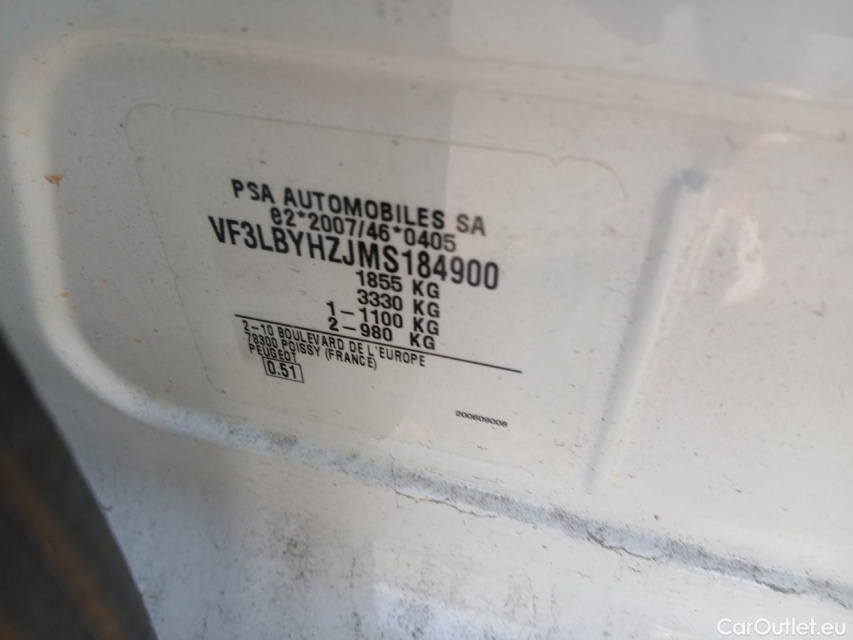 PSA AUTOMOBILES SA
e2*2007/46*0405
VF3LBYHZJMS184900
1855 KG
3330 KG
1-1100 KG
2-980 KG
2-10 BOULEVARD DE L'EUROPE
78300 POISSY (FRANCE)
PEUGEOT
0.51
200609008
CarOutlet.eu